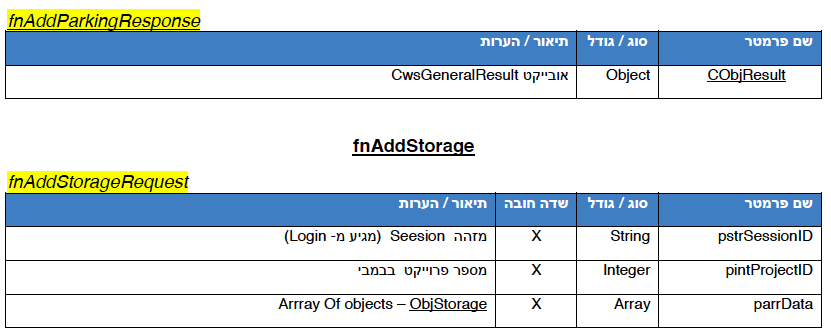 fnAddParkingResponse
שם פרמטר סוג / גודל תיאור / הערות
CObjResult Object אובייקט CwsGeneralResult
fnAddStorage
fnAddStorageRequest
שם פרמטר סוג / גודל שדה חובה תיאור / הערות
pstrSessionID String X מזהה Seesion (מגיע מ- Login)
pintProjectID Integer X מספר פרוייקט בבמבי
parrData Array X Arrray Of objects – ObjStorage